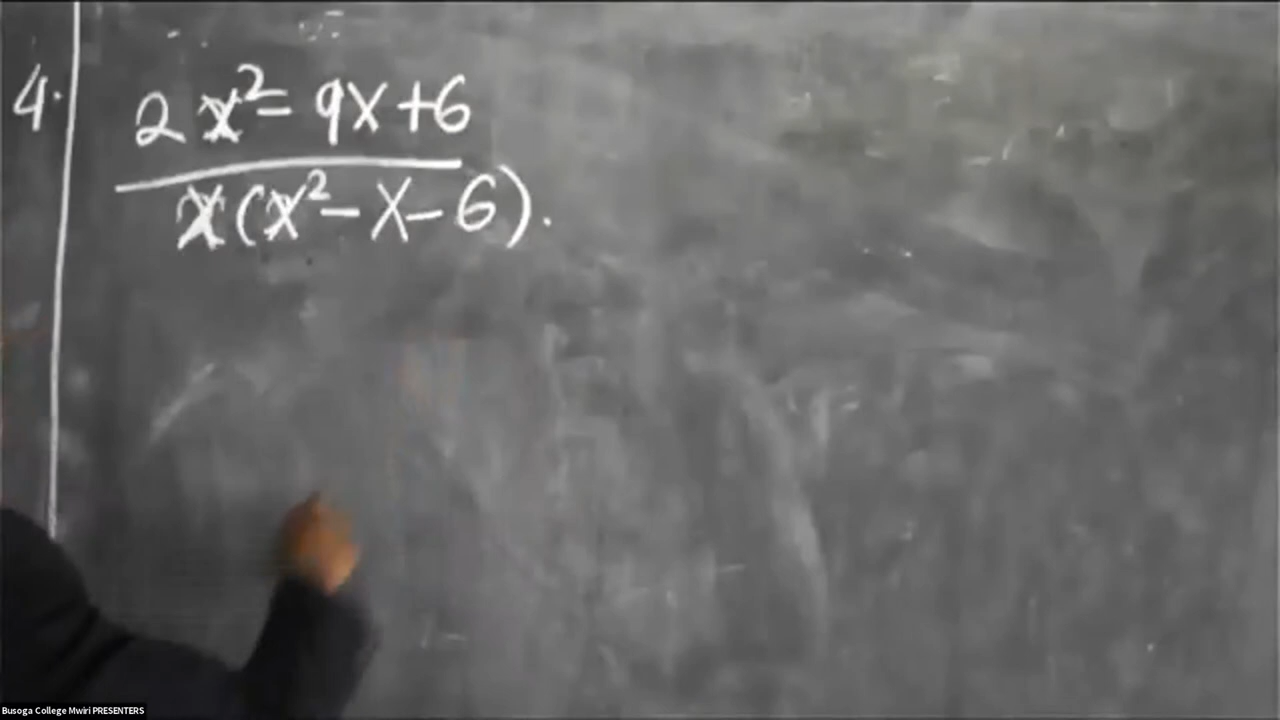 4. 2x² = 9x + 6
x(x² - x - 6).
Busoga College Mwiri PRESENTERS